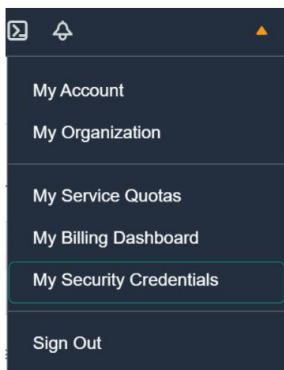 My Account
My Organization
My Service Quotas
My Billing Dashboard
My Security Credentials
Sign Out